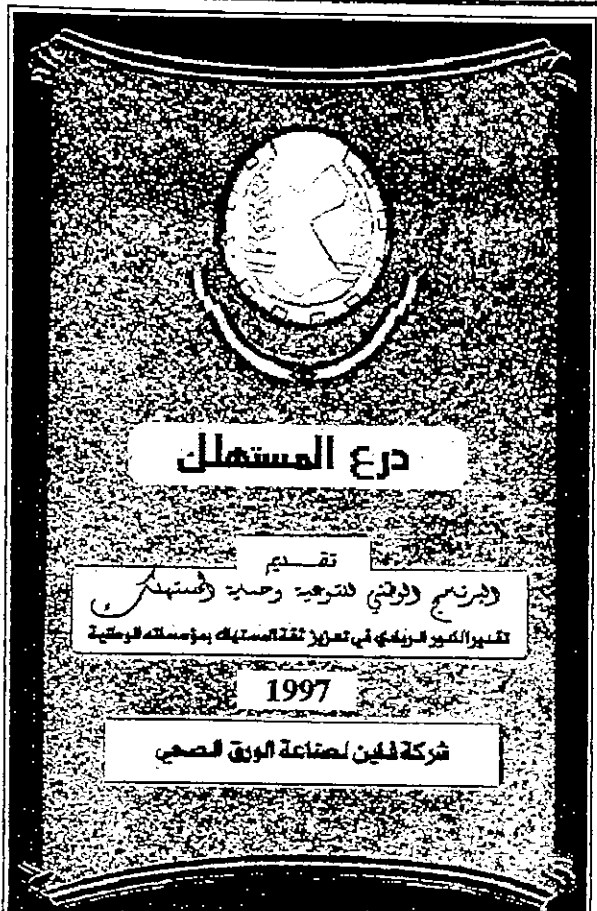 درع المستهلك
تقديم
البرنامج الوطني للتوعية وحماية المستهلك
تقديراً للدور الريادي في تعزيز ثقة المستهلك بمؤسساته الوطنية
1997
شركة فاين لصناعة الورق الصحي